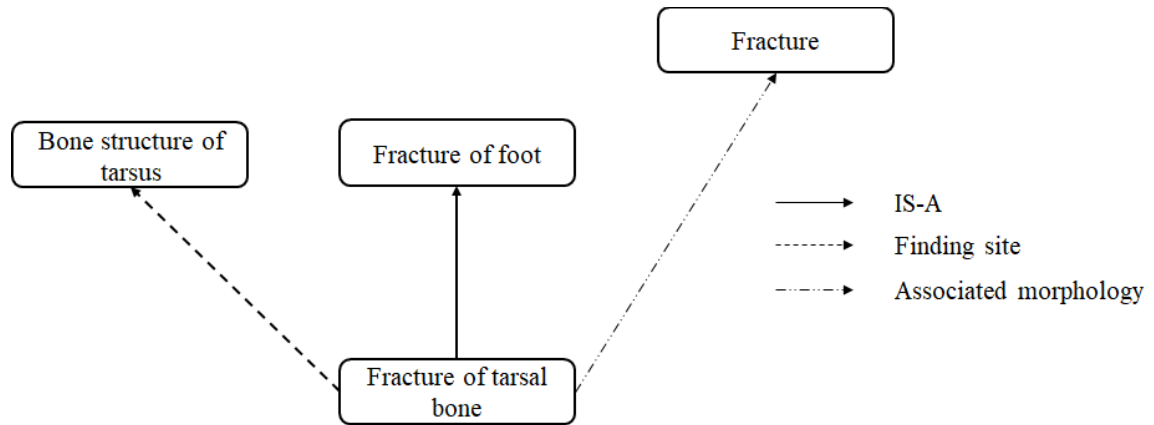 Fracture
Bone structure of
tarsus
Fracture of foot
IS-A
Finding site
Associated morphology
Fracture of tarsal
bone